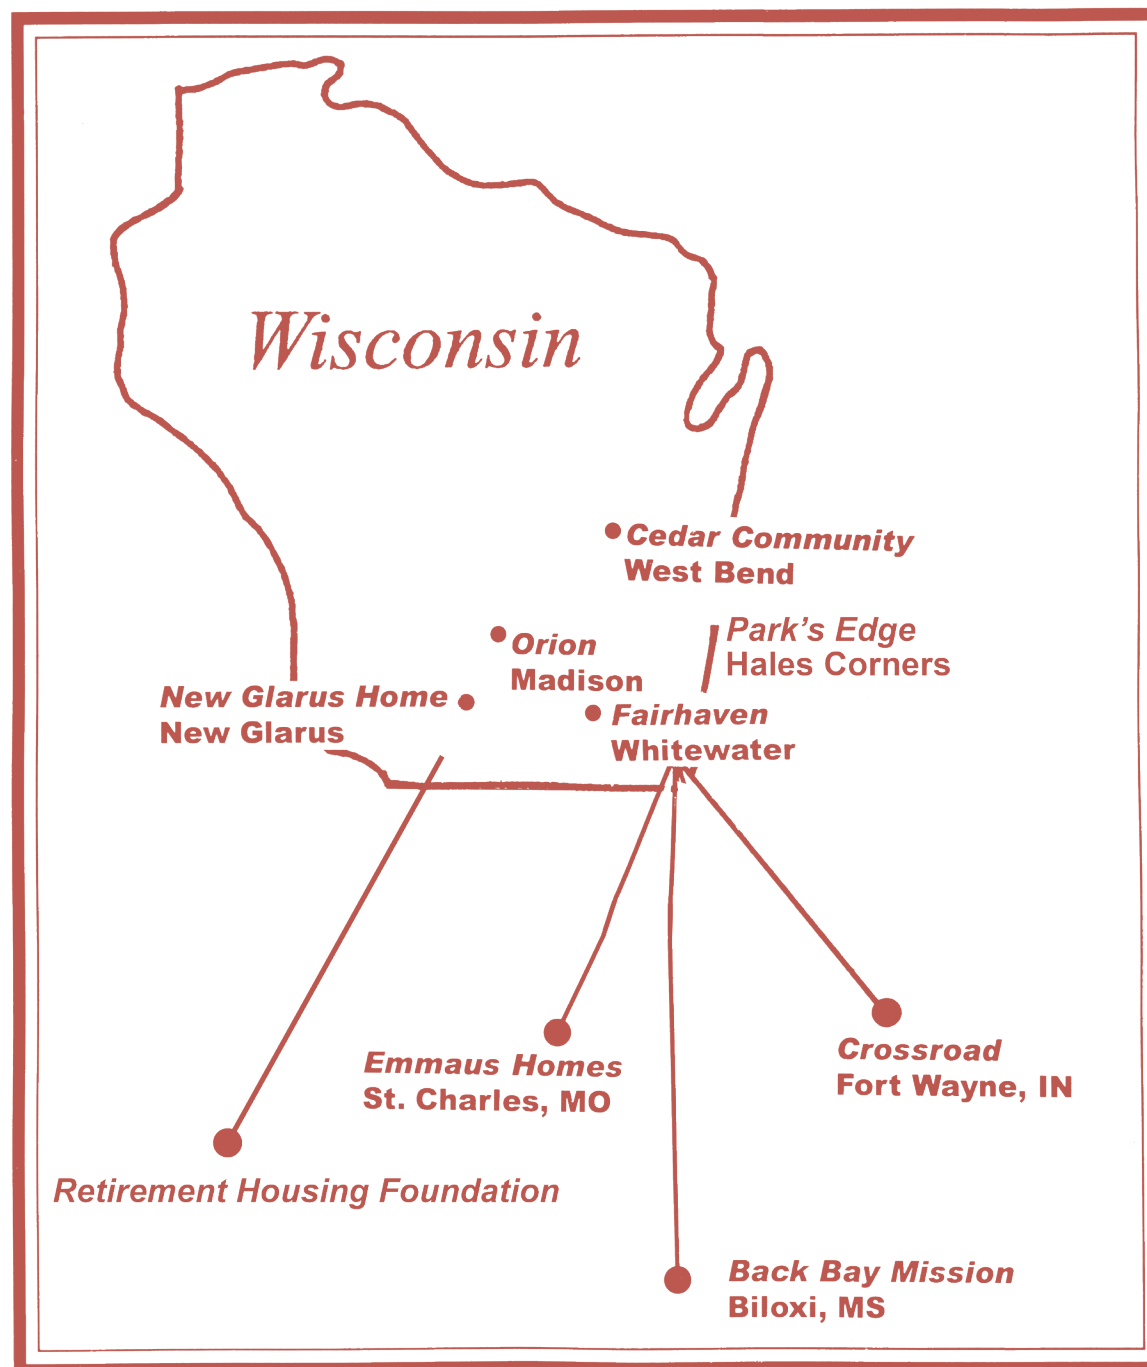 Wisconsin
Cedar Community
West Bend
Park's Edge
Hales Corners
Orion
Madison
New Glarus Home
New Glarus
Fairhaven
Whitewater
Emmaus Homes
St. Charles, MO
Crossroad
Fort Wayne, IN
Retirement Housing Foundation
Back Bay Mission
Biloxi, MS